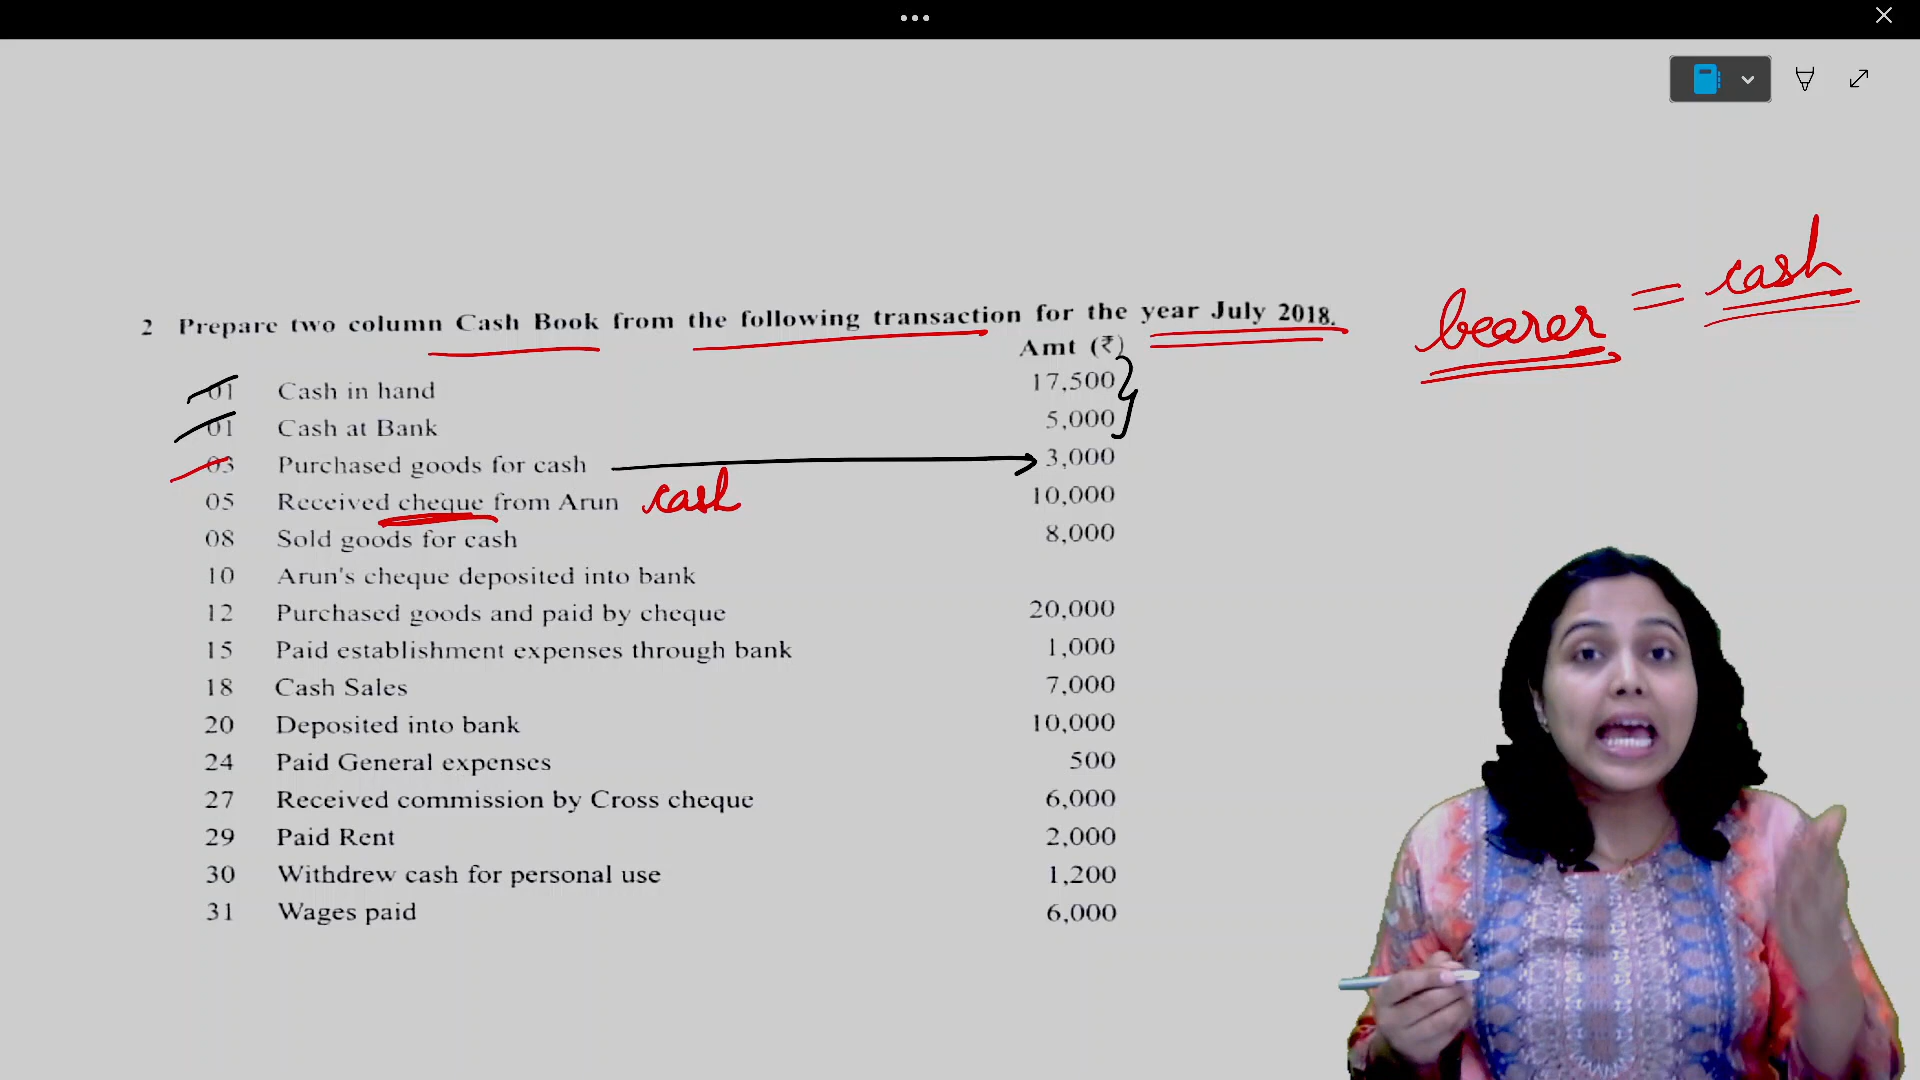 2 Prepare two column Cash Book from the following transaction for the year July 2018.
bearer = cash
Amt (₹)
01 Cash in hand 17,500
01 Cash at Bank 5,000
03 Purchased goods for cash 3,000
05 Received cheque from Arun cash 10,000
08 Sold goods for cash 8,000
10 Arun's cheque deposited into bank
12 Purchased goods and paid by cheque 20,000
15 Paid establishment expenses through bank 1,000
18 Cash Sales 7,000
20 Deposited into bank 10,000
24 Paid General expenses 500
27 Received commission by Cross cheque 6,000
29 Paid Rent 2,000
30 Withdrew cash for personal use 1,200
31 Wages paid 6,000